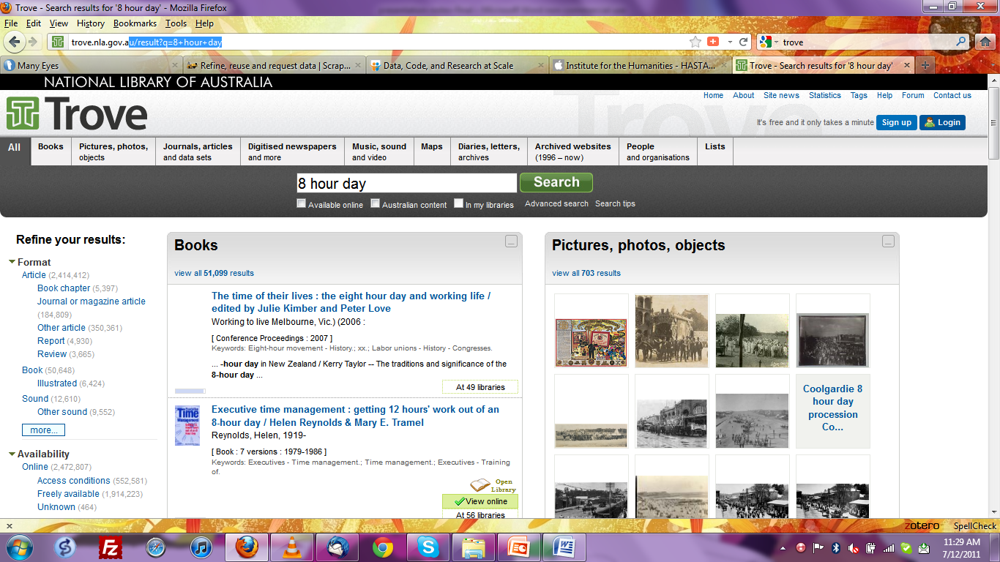 Trove - Search results for '8 hour day' - Mozilla Firefox
File Edit View History Bookmarks Tools Help
trove.nla.gov.au/result?q=8+hour+day
trove
Many Eyes
Refine, reuse and request data | Scrap...
Data, Code, and Research at Scale
Institute for the Humanities - HASTA...
Trove - Search results for '8 hour day'
NATIONAL LIBRARY OF AUSTRALIA
Trove
Home About Site news Statistics Tags Help Forum Contact us
It's free and it only takes a minute Sign up Login
All
Books
Pictures, photos,
objects
Journals, articles
and data sets
Digitised newspapers
and more
Music, sound
and video
Maps
Diaries, letters,
archives
Archived websites
(1996 – now)
People
and organisations
Lists
8 hour day Search
Available online Australian content In my libraries Advanced search Search tips
Refine your results:
Format
Article (2,414,412)
Book chapter (5,397)
Journal or magazine article
(184,809)
Other article (350,361)
Report (4,930)
Review (3,665)
Book (50,648)
Illustrated (6,424)
Sound (12,610)
Other sound (9,552)
more...
Availability
Online (2,472,807)
Access conditions (552,581)
Freely available (1,914,223)
Unknown (464)
Books
view all 51,099 results
The time of their lives : the eight hour day and working life /
edited by Julie Kimber and Peter Love
Working to live Melbourne, Vic.) (2006 :
[ Conference Proceedings : 2007 ]
Keywords: Eight-hour movement - History.; xx.; Labor unions - History - Congresses.
... -hour day in New Zealand / Kerry Taylor -- The traditions and significance of the
8-hour day ...
At 49 libraries
Executive time management : getting 12 hours' work out of an
8-hour day / Helen Reynolds & Mary E. Tramel
Reynolds, Helen, 1919-
[ Book : 7 versions : 1979-1986 ]
Keywords: Executives - Time management.; Time management.; Executives - Training
of.
Open
Library
View online
At 56 libraries
Pictures, photos, objects
view all 703 results
Coolgardie 8
hour day
procession
Co...
zotero SpellCheck
11:29 AM
7/12/2011